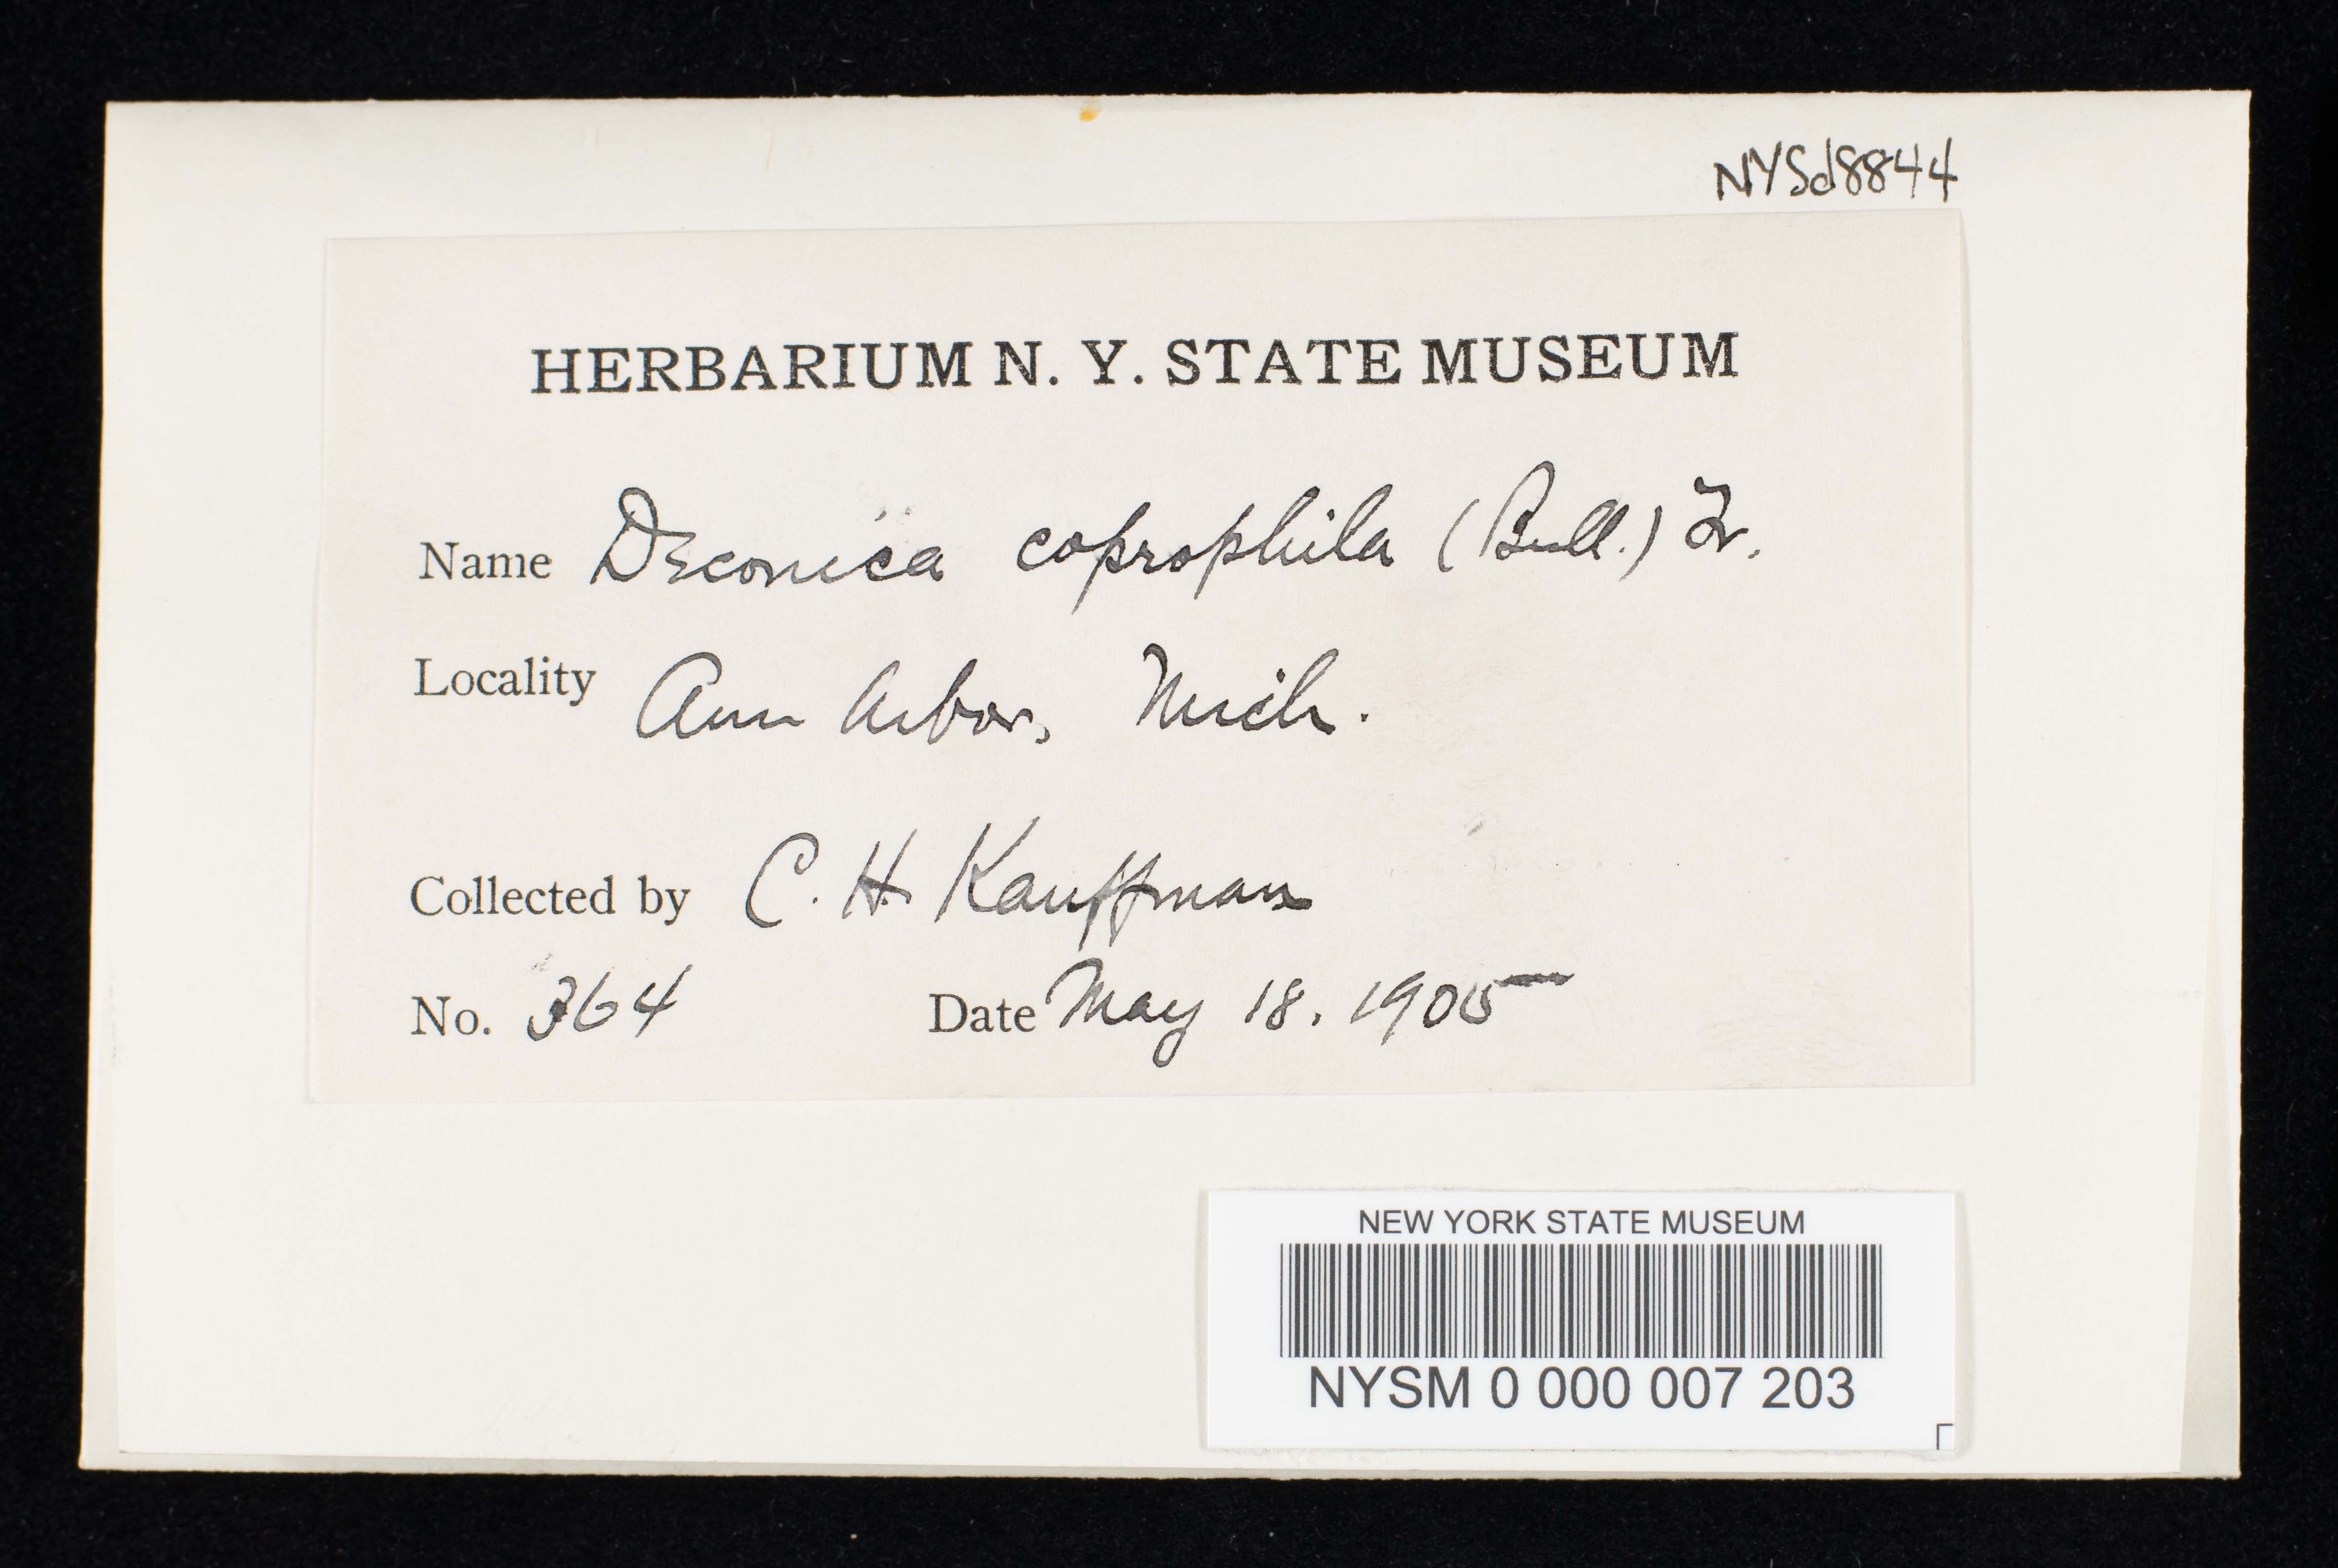 NYSd8844
HERBARIUM N. Y. STATE MUSEUM
Name Deconica coprophila (Bull.) Fr.
Locality Ann Arbor, Mich.
Collected by C. H. Kauffman
No. 364 Date May 18, 1905
NEW YORK STATE MUSEUM
NYSM 0 000 007 203